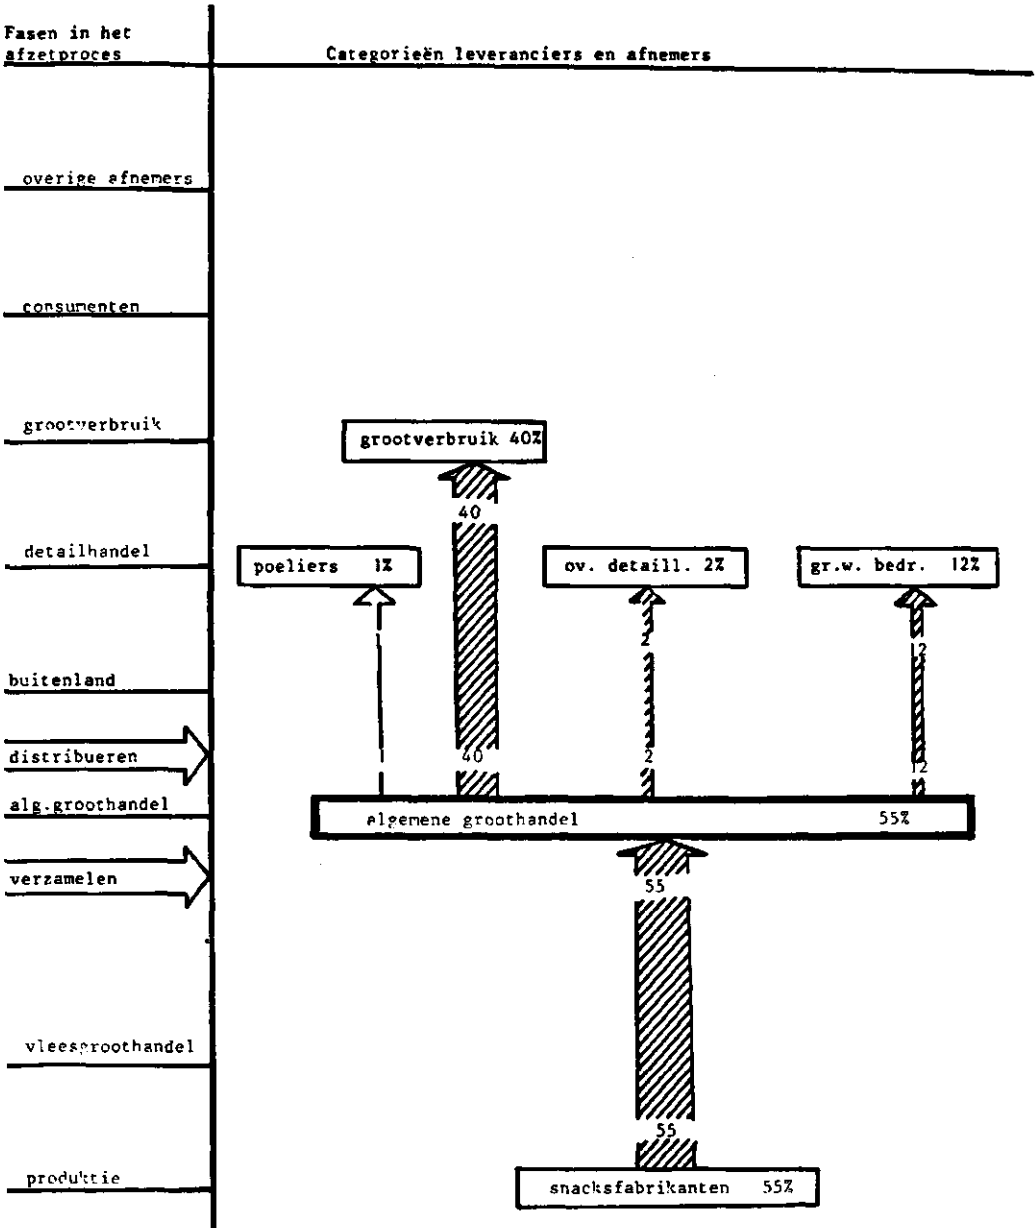 Fasen in het
afzetproces
Categorieën leveranciers en afnemers
overige afnemers
consumenten
grootverbruik
grootverbruik 40%
40
detailhandel
poeliers 1%
ov. detaill. 2%
gr.w. bedr. 12%
1
2
12
buitenland
distribueren
40
2
12
alg.groothandel
algemene groothandel 55%
verzamelen
55
vleesgroothandel
55
produktie
snacksfabrikanten 55%